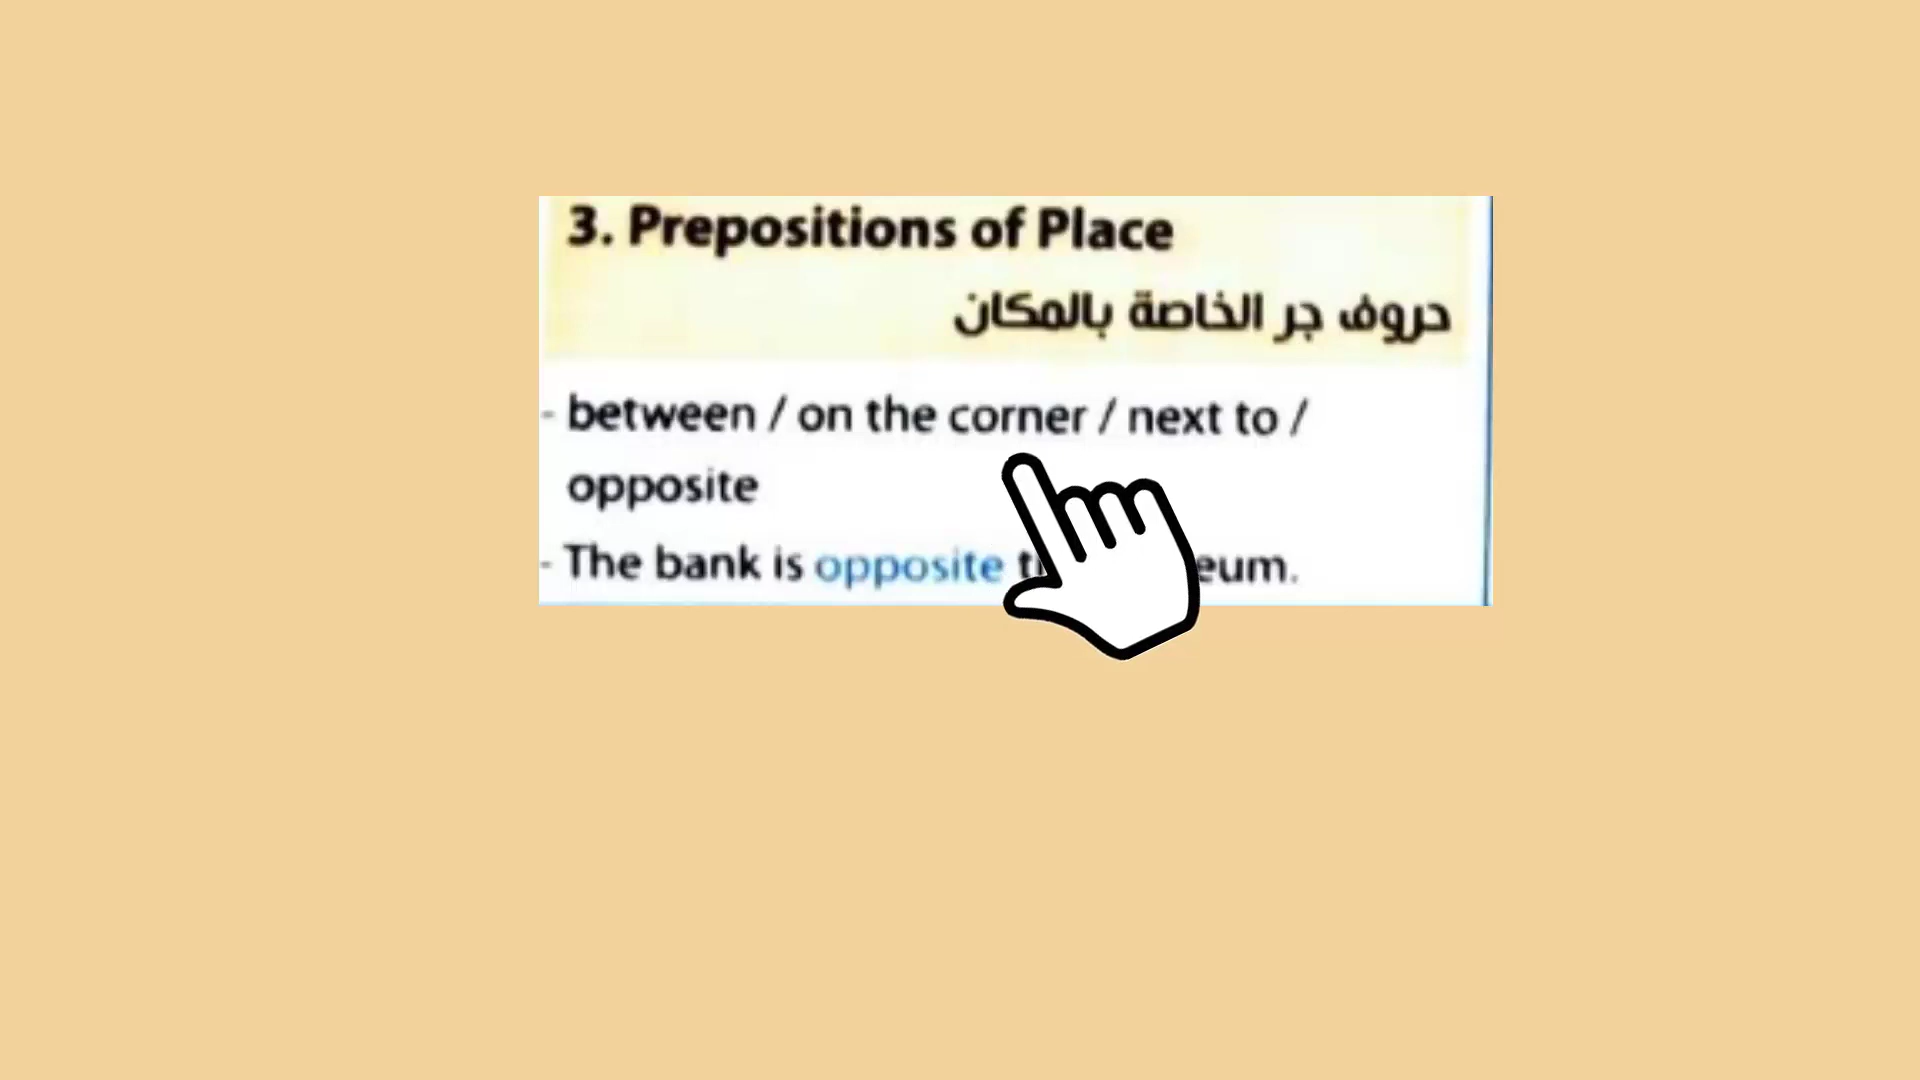 3. Prepositions of Place
حروف جر الخاصة بالمكان
- between / on the corner / next to /
opposite
- The bank is opposite